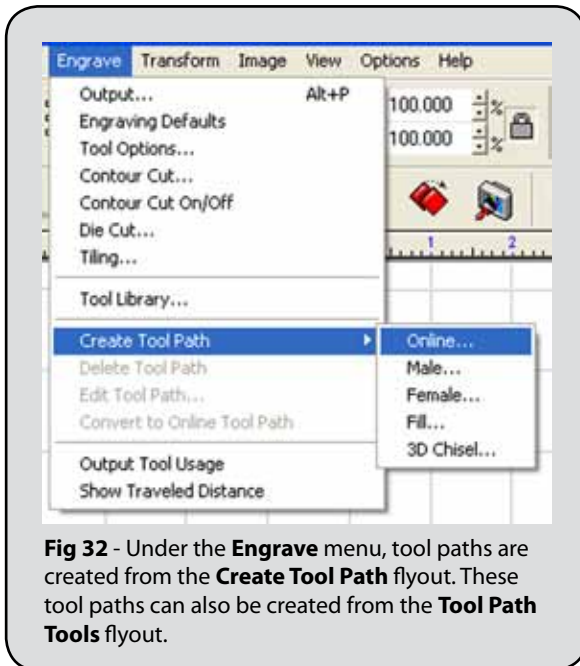 Engrave Transform Image View Options Help
Output... Alt+P
Engraving Defaults
Tool Options...
Contour Cut...
Contour Cut On/Off
Die Cut...
Tiling...
Tool Library...
Create Tool Path
Delete Tool Path
Edit Tool Path...
Convert to Online Tool Path
Output Tool Usage
Show Traveled Distance
100.000 %
100.000 %
1 2
Online...
Male...
Female...
Fill...
3D Chisel...
Fig 32 - Under the Engrave menu, tool paths are
created from the Create Tool Path flyout. These
tool paths can also be created from the Tool Path
Tools flyout.